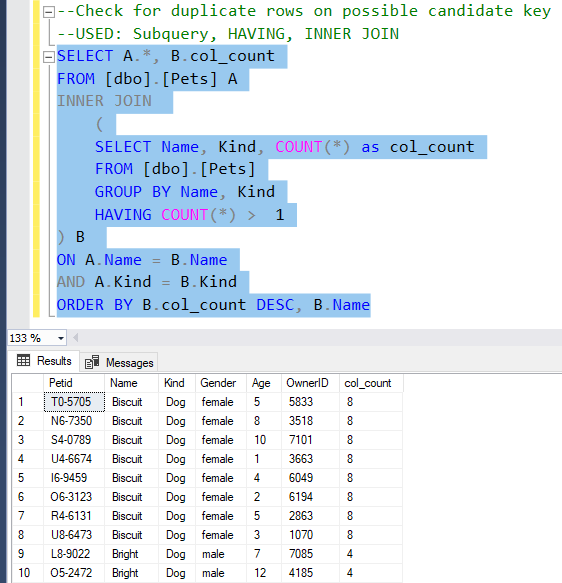 --Check for duplicate rows on possible candidate key
--USED: Subquery, HAVING, INNER JOIN
SELECT A.*, B.col_count
FROM [dbo].[Pets] A
INNER JOIN
(
SELECT Name, Kind, COUNT(*) as col_count
FROM [dbo].[Pets]
GROUP BY Name, Kind
HAVING COUNT(*) > 1
) B
ON A.Name = B.Name
AND A.Kind = B.Kind
ORDER BY B.col_count DESC, B.Name
133 %
Results Messages
Petid Name Kind Gender Age OwnerID col_count
1 T0-5705 Biscuit Dog female 5 5833 8
2 N6-7350 Biscuit Dog female 8 3518 8
3 S4-0789 Biscuit Dog female 10 7101 8
4 U4-6674 Biscuit Dog female 1 3663 8
5 I6-9459 Biscuit Dog female 4 6049 8
6 O6-3123 Biscuit Dog female 2 6194 8
7 R4-6131 Biscuit Dog female 5 2863 8
8 U8-6473 Biscuit Dog female 3 1070 8
9 L8-9022 Bright Dog male 7 7085 4
10 O5-2472 Bright Dog male 12 4185 4